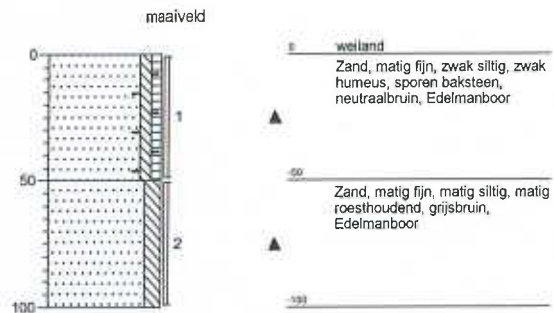 maaiveld
0
0 weiland
Zand, matig fijn, zwak siltig, zwak
humeus, sporen baksteen,
neutraalbruin, Edelmanboor
1
50
-50
Zand, matig fijn, matig siltig, matig
roesthoudend, grijsbruin,
Edelmanboor
2
100
-100